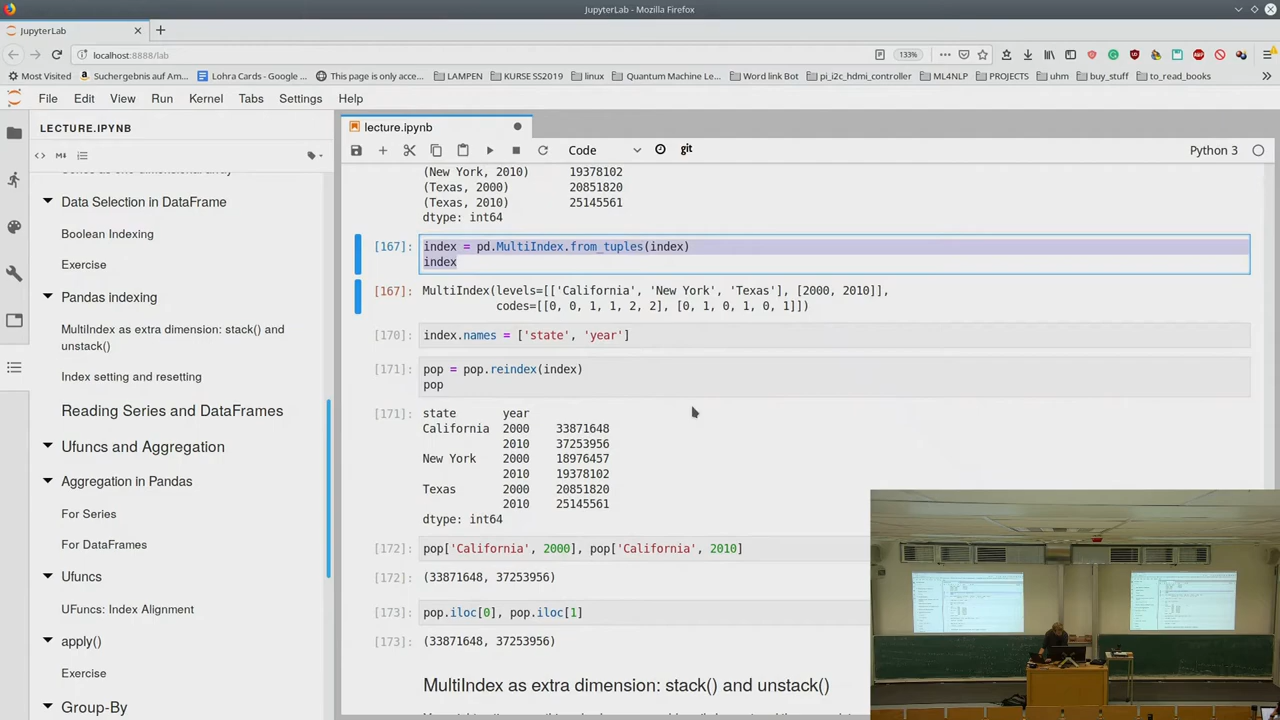 JupyterLab - Mozilla Firefox
JupyterLab
localhost:8888/lab
133%
Most Visited
Suchergebnis auf Am...
Lohra Cards - Google ...
This page is only acce...
LAMPEN
KURSE SS2019
linux
Quantum Machine Le...
Word link Bot
pi_i2c_hdmi_controller
ML4NLP
PROJECTS
uhm
buy_stuff
to_read_books
File
Edit
View
Run
Kernel
Tabs
Settings
Help
LECTURE.IPYNB
Data Selection in DataFrame
Boolean Indexing
Exercise
Pandas indexing
MultiIndex as extra dimension: stack() and
unstack()
Index setting and resetting
Reading Series and DataFrames
Ufuncs and Aggregation
Aggregation in Pandas
For Series
For DataFrames
Ufuncs
UFuncs: Index Alignment
apply()
Exercise
Group-By
lecture.ipynb
Code
git
Python 3
(New York, 2010) 19378102
(Texas, 2000) 20851820
(Texas, 2010) 25145561
dtype: int64
[167]: index = pd.MultiIndex.from_tuples(index)
index
[167]: MultiIndex(levels=[['California', 'New York', 'Texas'], [2000, 2010]],
codes=[[0, 0, 1, 1, 2, 2], [0, 1, 0, 1, 0, 1]])
[170]: index.names = ['state', 'year']
[171]: pop = pop.reindex(index)
pop
[171]: state year
California 2000 33871648
2010 37253956
New York 2000 18976457
2010 19378102
Texas 2000 20851820
2010 25145561
dtype: int64
[172]: pop['California', 2000], pop['California', 2010]
[172]: (33871648, 37253956)
[173]: pop.iloc[0], pop.iloc[1]
[173]: (33871648, 37253956)
MultiIndex as extra dimension: stack() and unstack()